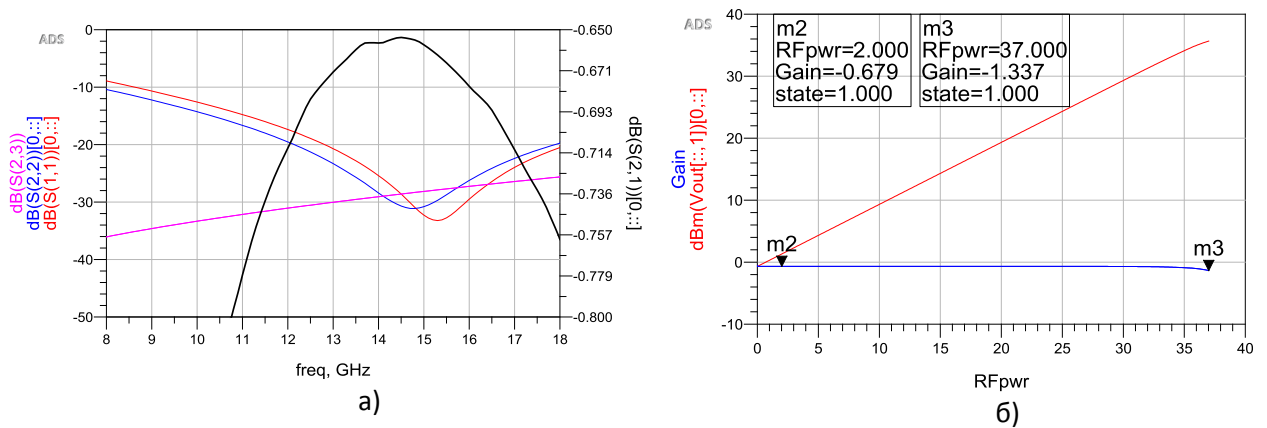 ADS
dB(S(2,3))
dB(S(2,2))[0,::]
dB(S(1,1))[0,::]
0
-10
-20
-30
-40
-50
-0.650
-0.671
-0.693
-0.714
-0.736
-0.757
-0.779
-0.800
dB(S(2,1))[0,::]
8 9 10 11 12 13 14 15 16 17 18
freq, GHz
а)
ADS
Gain
dBm(Vout[::,1])[0,::]
40
30
20
10
0
-10
m2
RFpwr=2.000
Gain=-0.679
state=1.000
m3
RFpwr=37.000
Gain=-1.337
state=1.000
m2
m3
0 5 10 15 20 25 30 35 40
RFpwr
б)